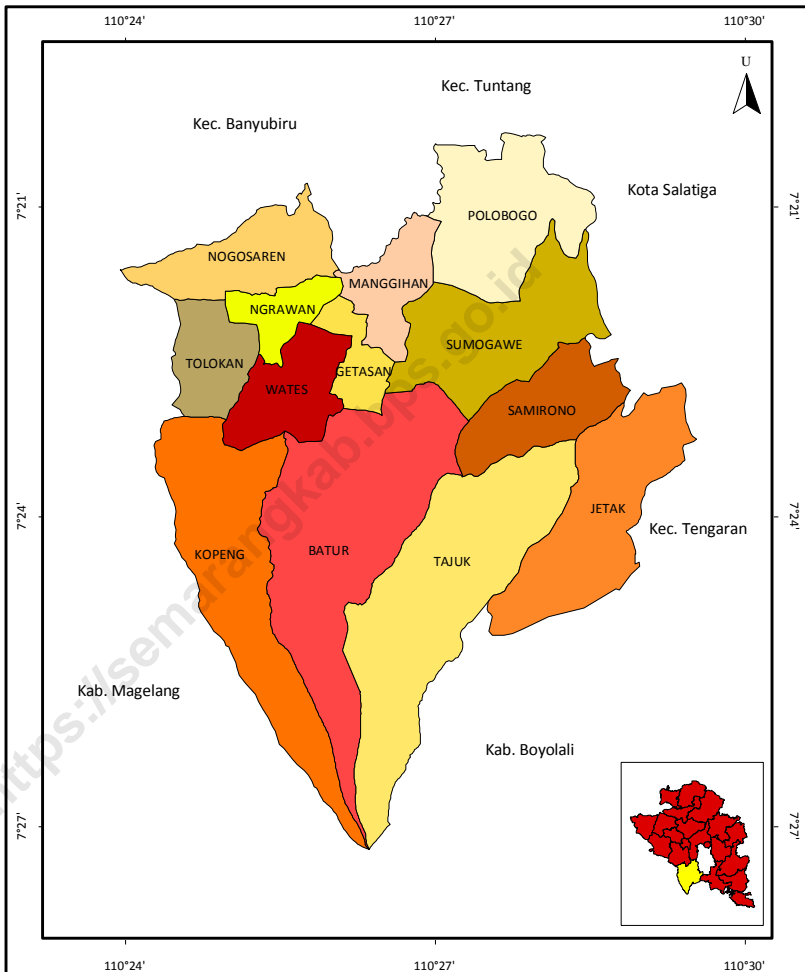 110°24'
110°27'
110°30'
U
Kec. Tuntang
Kec. Banyubiru
Kota Salatiga
7°21'
7°21'
POLOBOGO
NOGOSAREN
MANGGIHAN
NGRAWAN
SUMOGAWE
TOLOKAN
GETASAN
WATES
SAMIRONO
JETAK
7°24'
7°24'
Kec. Tengaran
KOPENG
BATUR
TAJUK
Kab. Magelang
Kab. Boyolali
7°27'
7°27'
110°24'
110°27'
110°30'
https://semarangkab.bps.go.id